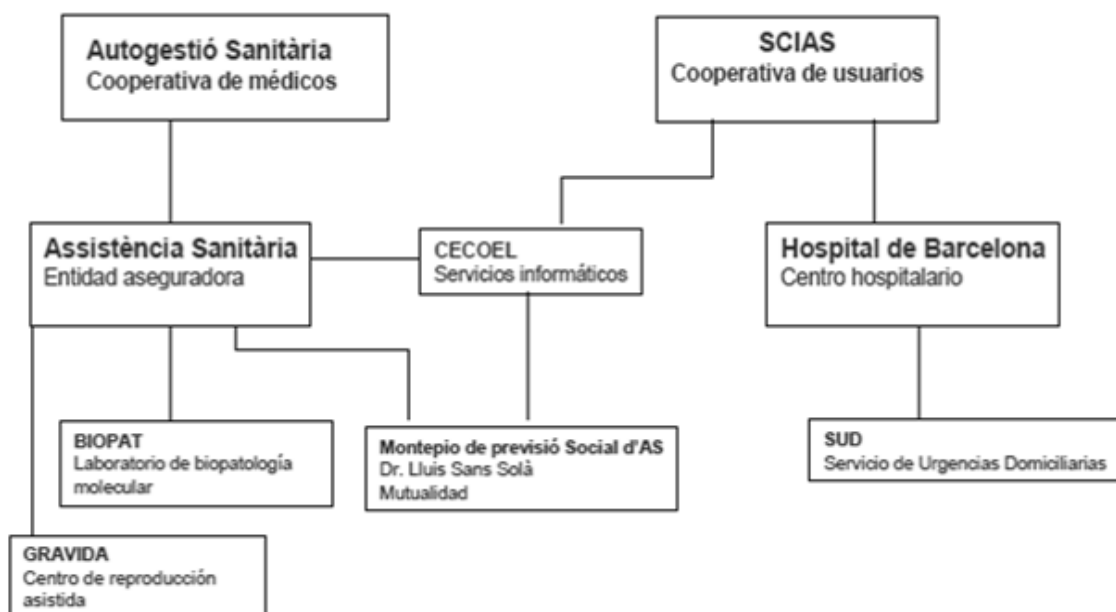 Autogestió Sanitària
Cooperativa de médicos
SCIAS
Cooperativa de usuarios
Assistència Sanitària
Entidad aseguradora
CECOEL
Servicios informáticos
Hospital de Barcelona
Centro hospitalario
BIOPAT
Laboratorio de biopatología
molecular
Montepio de previsió Social d'AS
Dr. Lluis Sans Solà
Mutualidad
SUD
Servicio de Urgencias Domiciliarias
GRAVIDA
Centro de reproducción
asistida